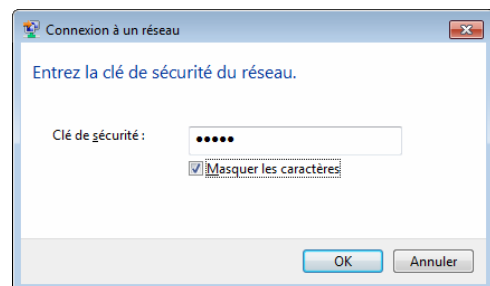 Connexion à un réseau
Entrez la clé de sécurité du réseau.
Clé de sécurité : •••••
Masquer les caractères
OK Annuler